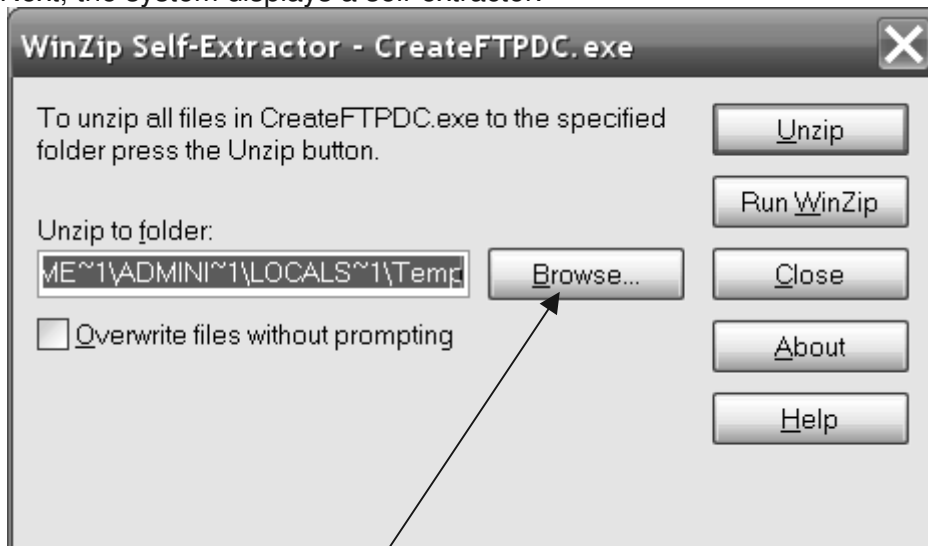 Next, the system displays a self-extractor:
WinZip Self-Extractor - CreateFTPDC.exe
To unzip all files in CreateFTPDC.exe to the specified
folder press the Unzip button.
Unzip
Run WinZip
Unzip to folder:
ME~1\ADMINI~1\LOCALS~1\Temp
Browse...
Close
Overwrite files without prompting
About
Help